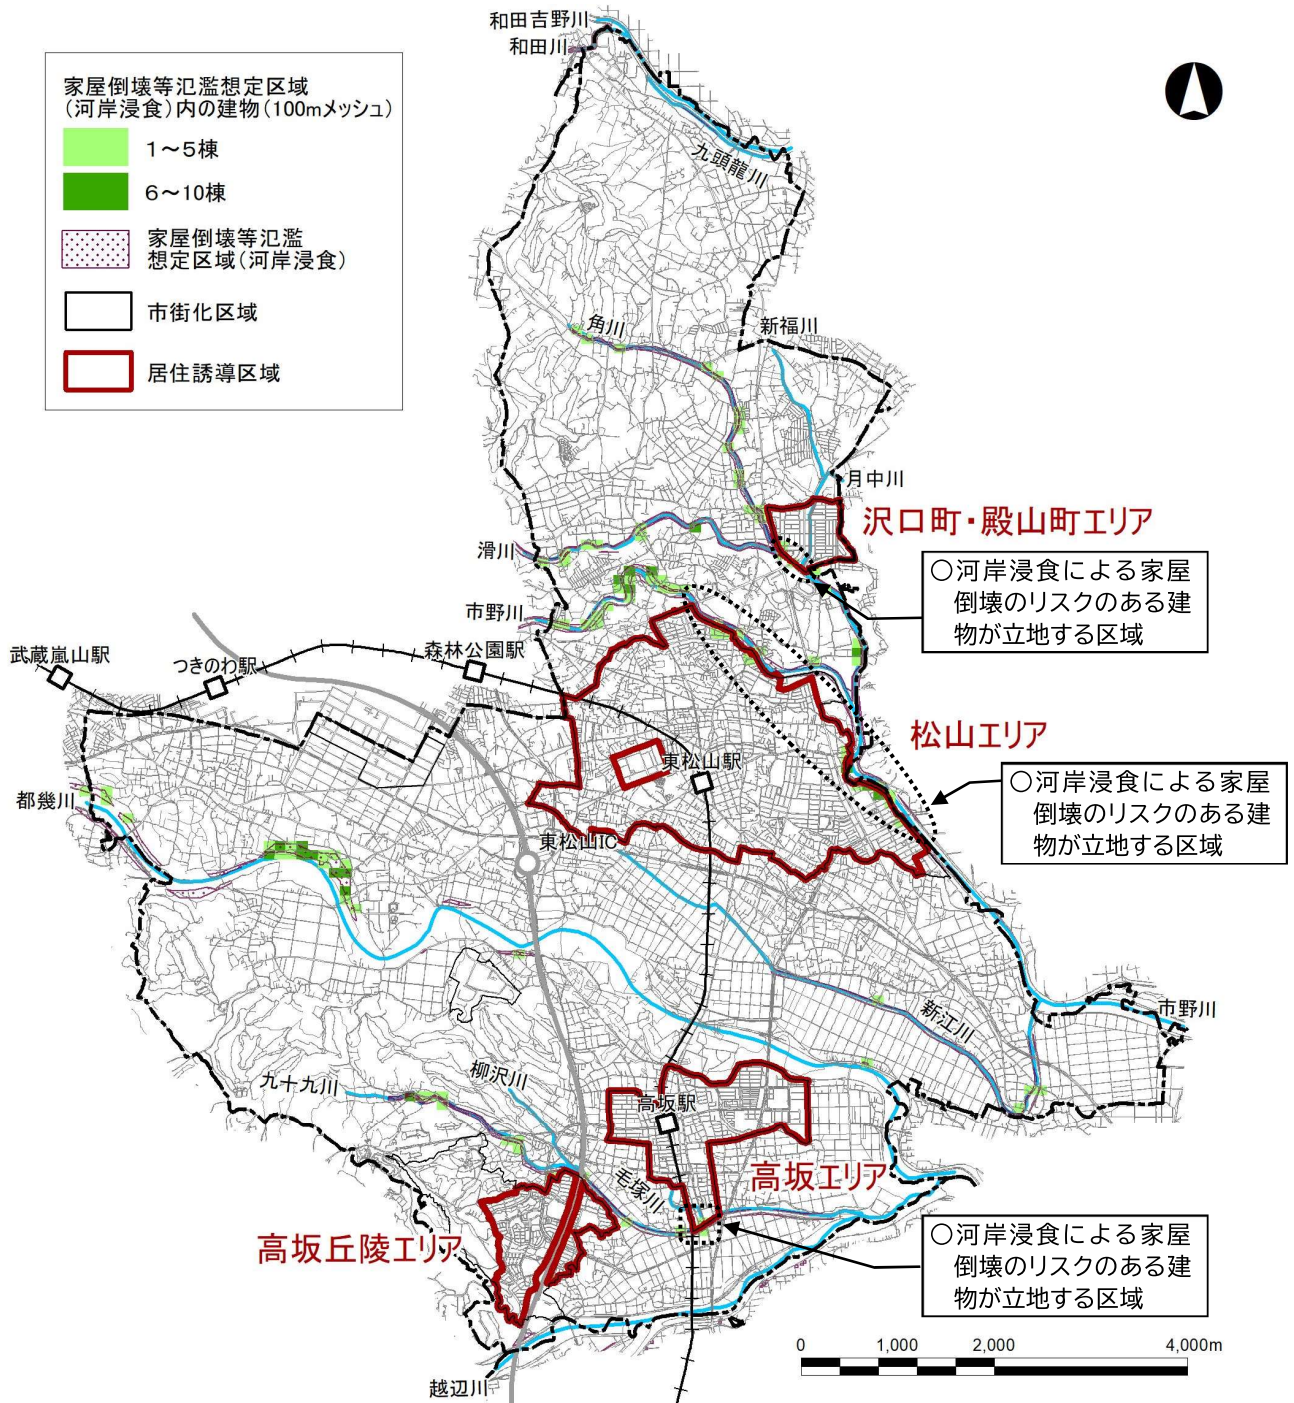 和田吉野川
和田川
家屋倒壊等氾濫想定区域
(河岸浸食)内の建物(100mメッシュ)
1～5棟
6～10棟
家屋倒壊等氾濫
想定区域(河岸浸食)
市街化区域
居住誘導区域
九頭龍川
角川
新福川
月中川
沢口町・殿山町エリア
○河岸浸食による家屋
倒壊のリスクのある建
物が立地する区域
滑川
市野川
武蔵嵐山駅
つきのわ駅
森林公園駅
松山エリア
東松山駅
○河岸浸食による家屋
倒壊のリスクのある建
物が立地する区域
都幾川
東松山IC
新江川
市野川
九十九川
柳沢川
高坂駅
毛塚川
高坂エリア
高坂丘陵エリア
○河岸浸食による家屋
倒壊のリスクのある建
物が立地する区域
0 1,000 2,000 4,000m
越辺川